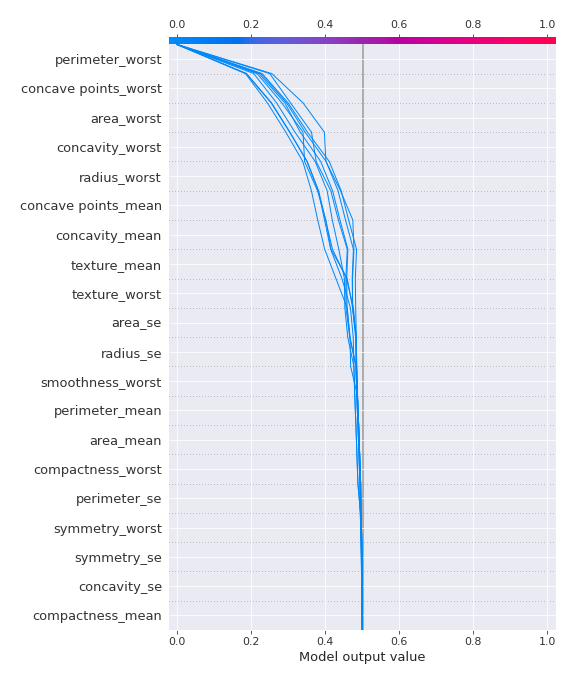 0.0 0.2 0.4 0.6 0.8 1.0
perimeter_worst
concave points_worst
area_worst
concavity_worst
radius_worst
concave points_mean
concavity_mean
texture_mean
texture_worst
area_se
radius_se
smoothness_worst
perimeter_mean
area_mean
compactness_worst
perimeter_se
symmetry_worst
symmetry_se
concavity_se
compactness_mean
0.0 0.2 0.4 0.6 0.8 1.0
Model output value